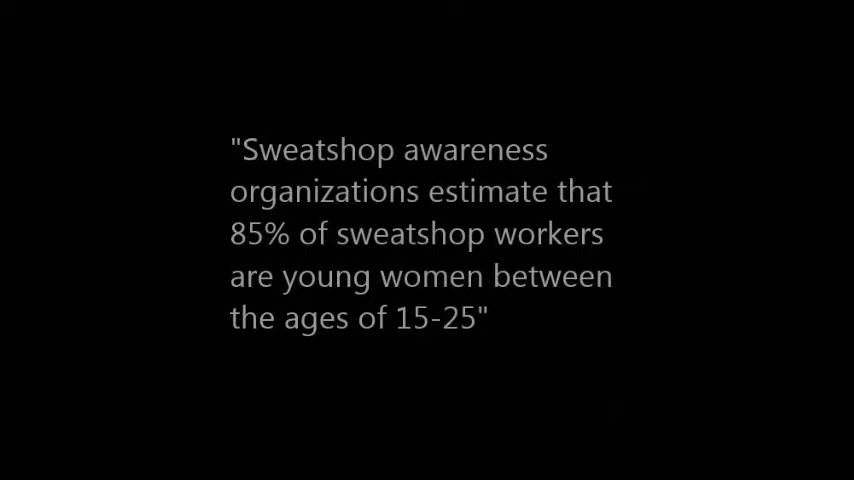 "Sweatshop awareness
organizations estimate that
85% of sweatshop workers
are young women between
the ages of 15-25"